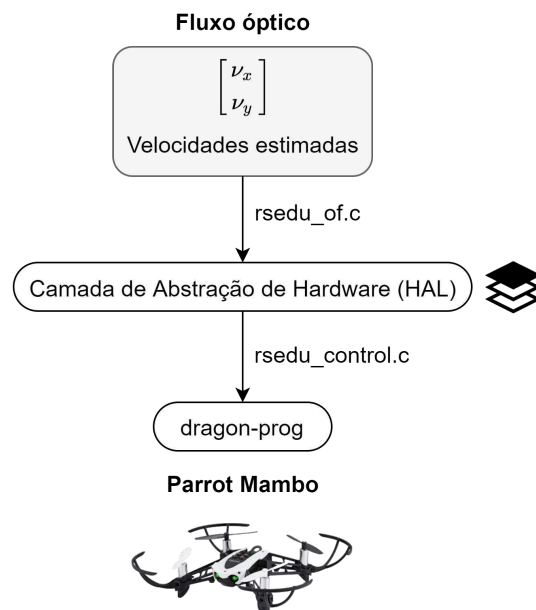 Fluxo óptico
[ν_x
ν_y]
Velocidades estimadas
rsedu_of.c
Camada de Abstração de Hardware (HAL)
rsedu_control.c
dragon-prog
Parrot Mambo